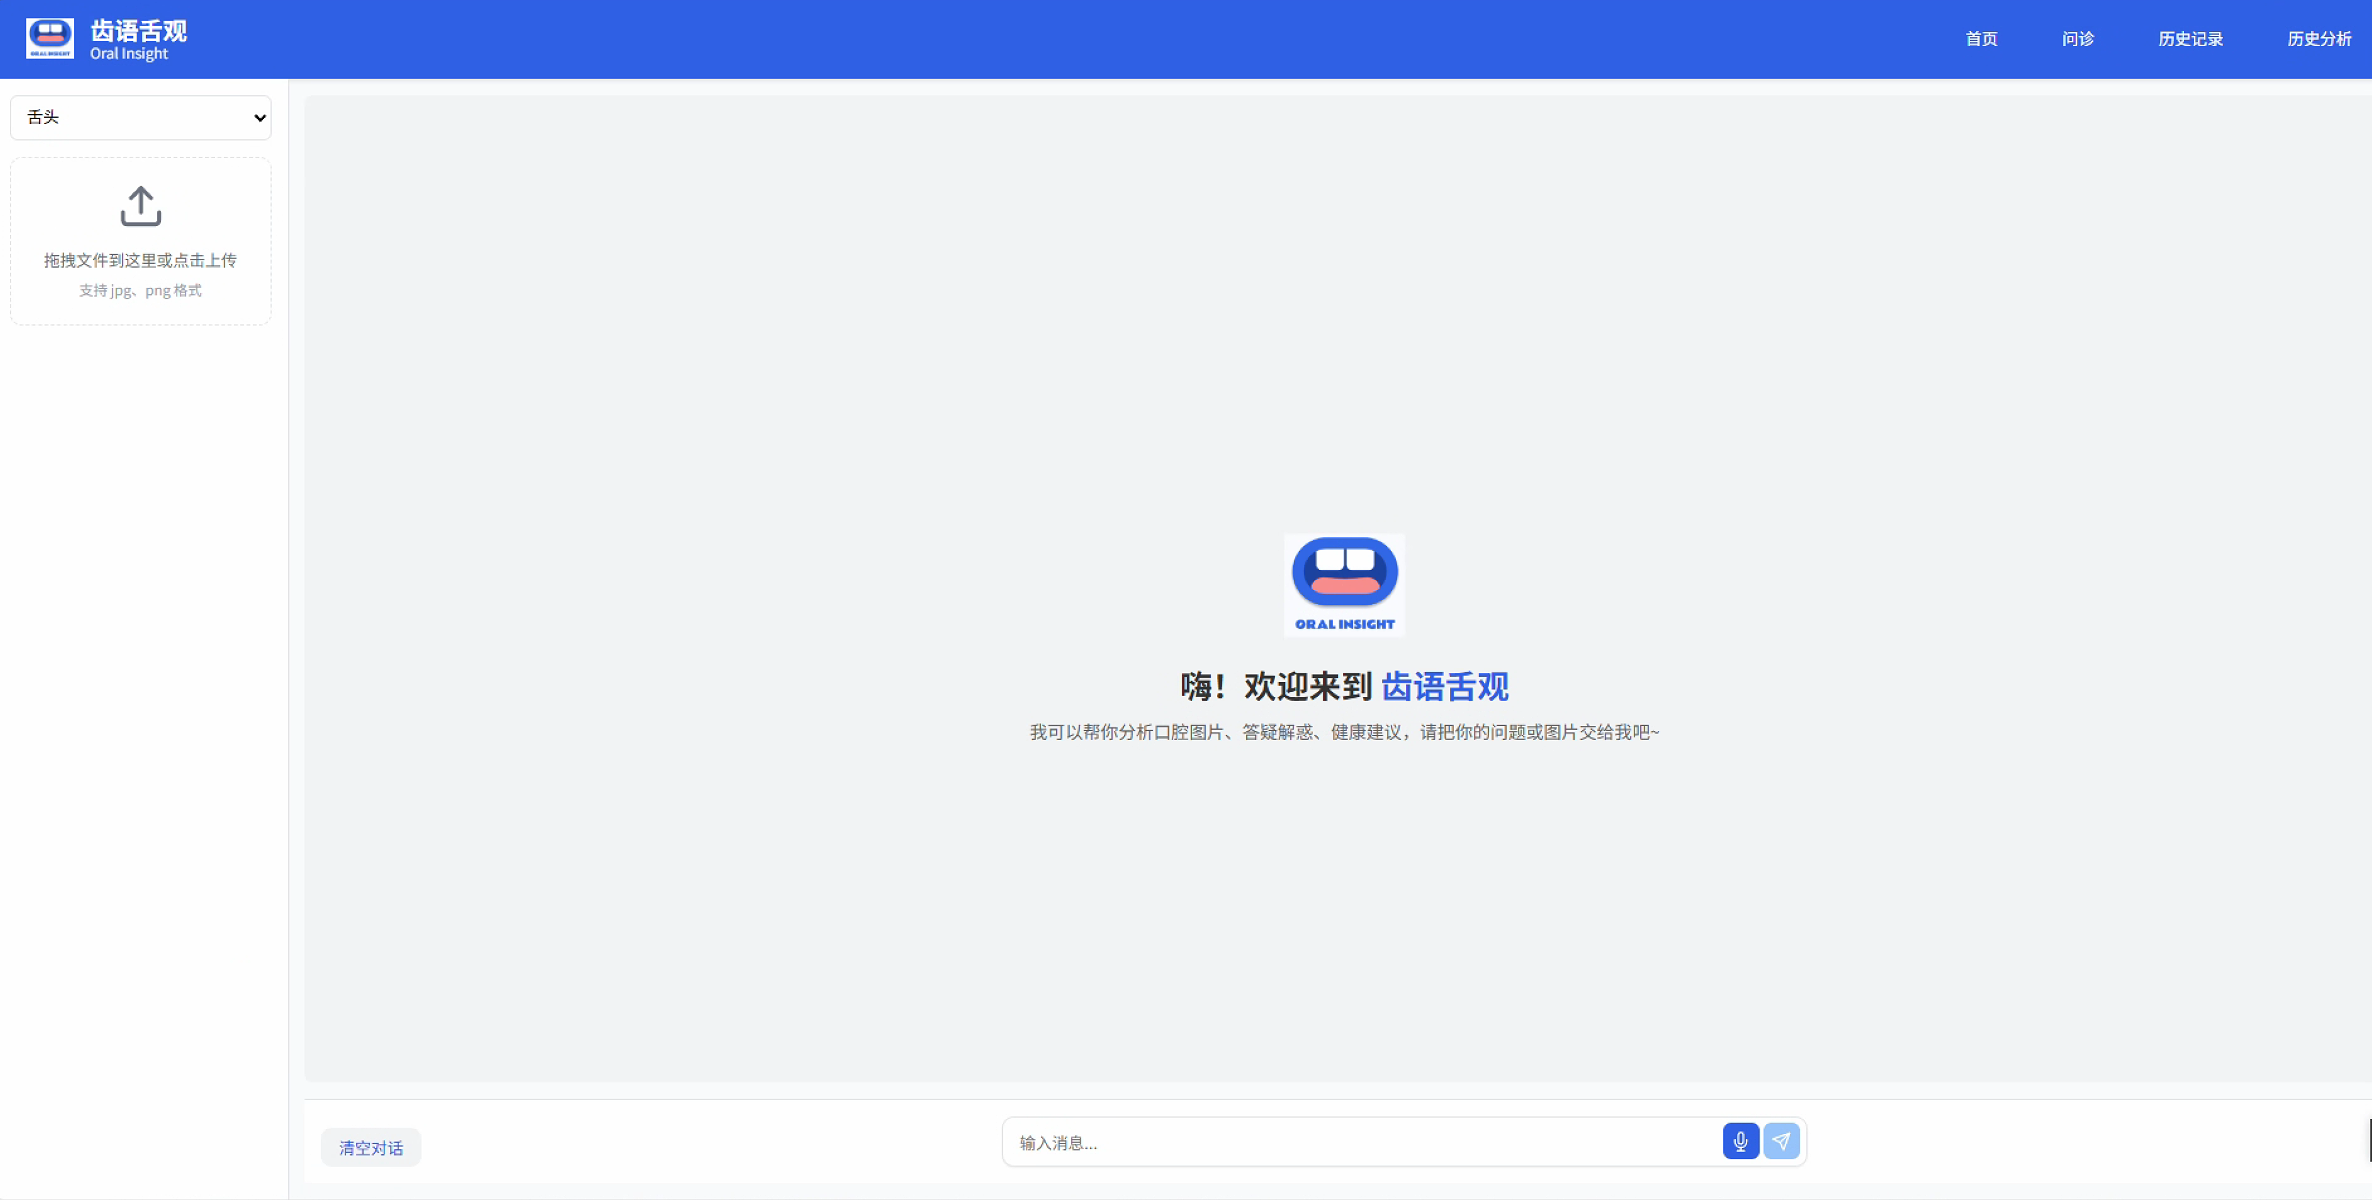 齿语舌观
Oral Insight
ORAL INSIGHT
首页
问诊
历史记录
历史分析
舌头
拖拽文件到这里或点击上传
支持 jpg、png 格式
ORAL INSIGHT
嗨！欢迎来到 齿语舌观
我可以帮你分析口腔图片、答疑解惑、健康建议，请把你的问题或图片交给我吧~
清空对话
输入消息...